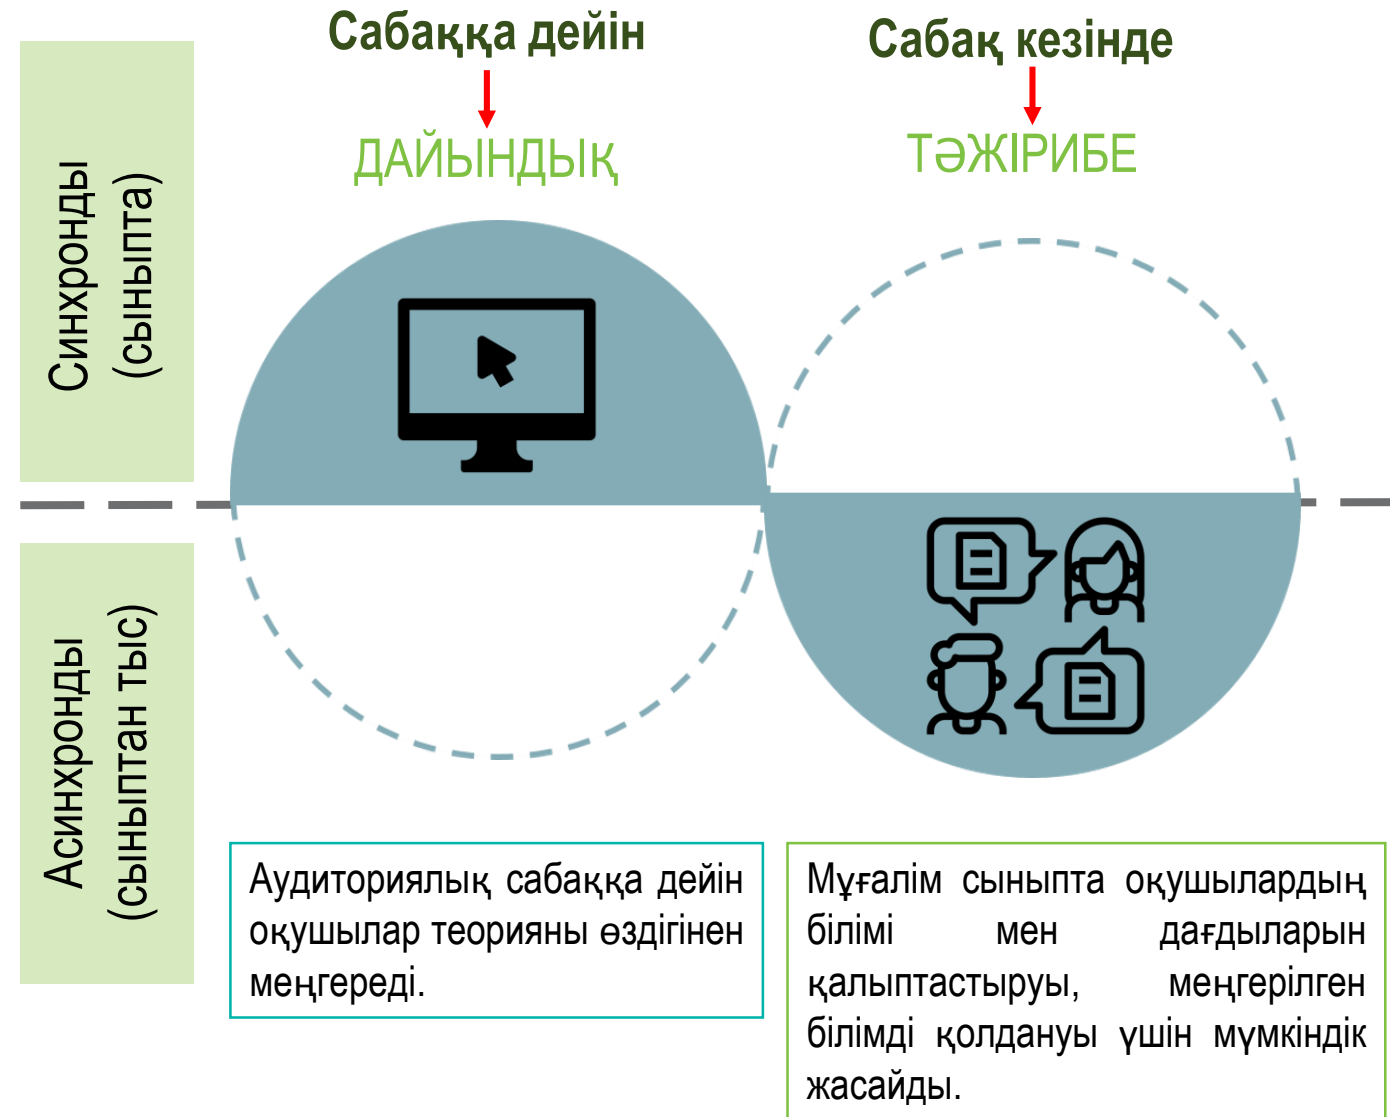 Сабаққа дейін
Сабақ кезінде
ДАЙЫНДЫҚ
ТӘЖІРИБЕ
Синхронды
(сыныпта)
Асинхронды
(сыныптан тыс)
Аудиториялық сабаққа дейін
оқушылар теорияны өздігінен
меңгереді.
Мұғалім сыныпта оқушылардың
білімі мен дағдыларын
қалыптастыруы, меңгерілген
білімді қолдануы үшін мүмкіндік
жасайды.